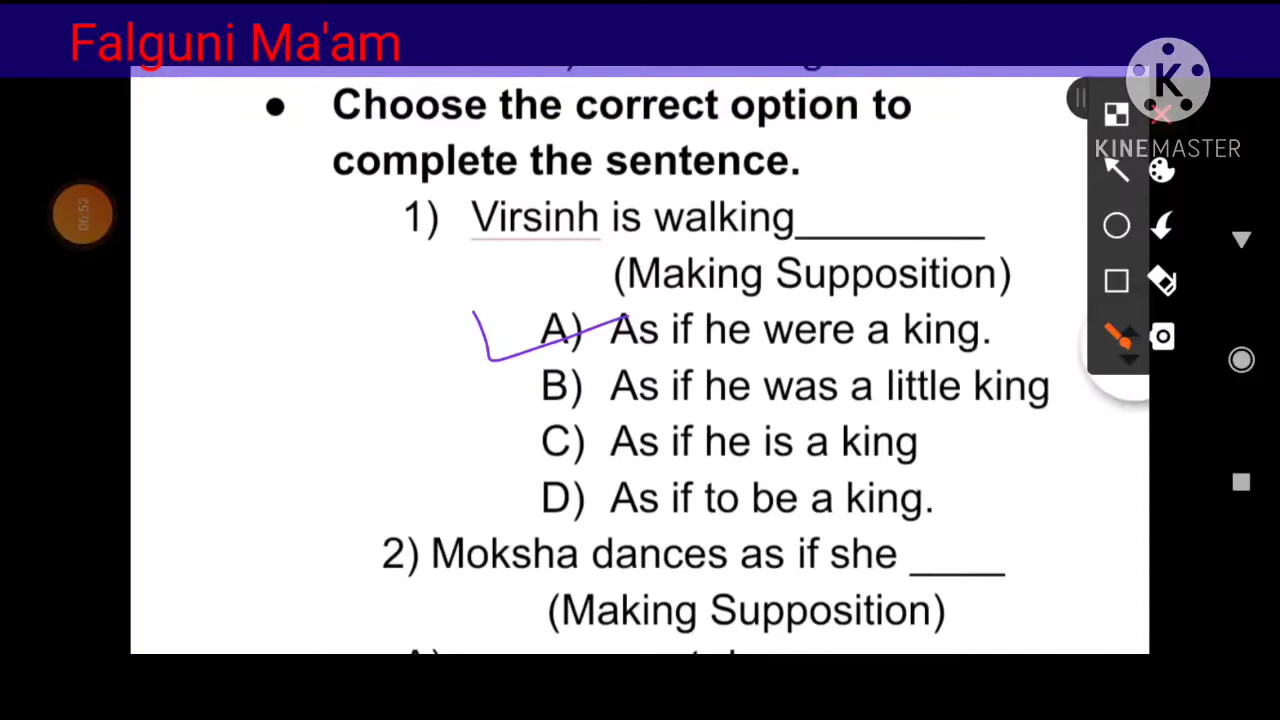 Falguni Ma'am
K
KINEMASTER
● Choose the correct option to
complete the sentence.
1) Virsinh is walking________
(Making Supposition)
A) As if he were a king.
B) As if he was a little king
C) As if he is a king
D) As if to be a king.
2) Moksha dances as if she ____
(Making Supposition)